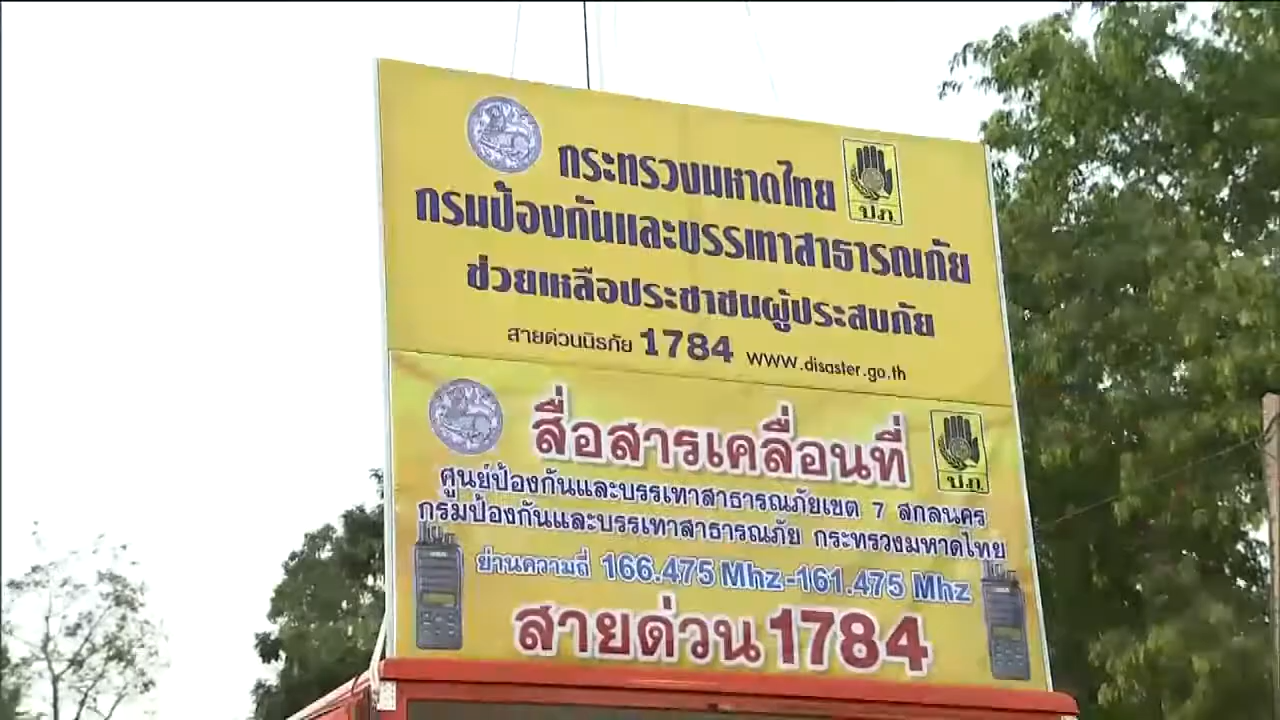 กระทรวงมหาดไทย
ปภ.
กรมป้องกันและบรรเทาสาธารณภัย
ช่วยเหลือประชาชนผู้ประสบภัย
สายด่วนนิรภัย 1784 www.disaster.go.th
สื่อสารเคลื่อนที่
ปภ.
ศูนย์ป้องกันและบรรเทาสาธารณภัยเขต 7 สกลนคร
กรมป้องกันและบรรเทาสาธารณภัย กระทรวงมหาดไทย
ย่านความถี่ 166.475 Mhz-161.475 Mhz
สายด่วน 1784